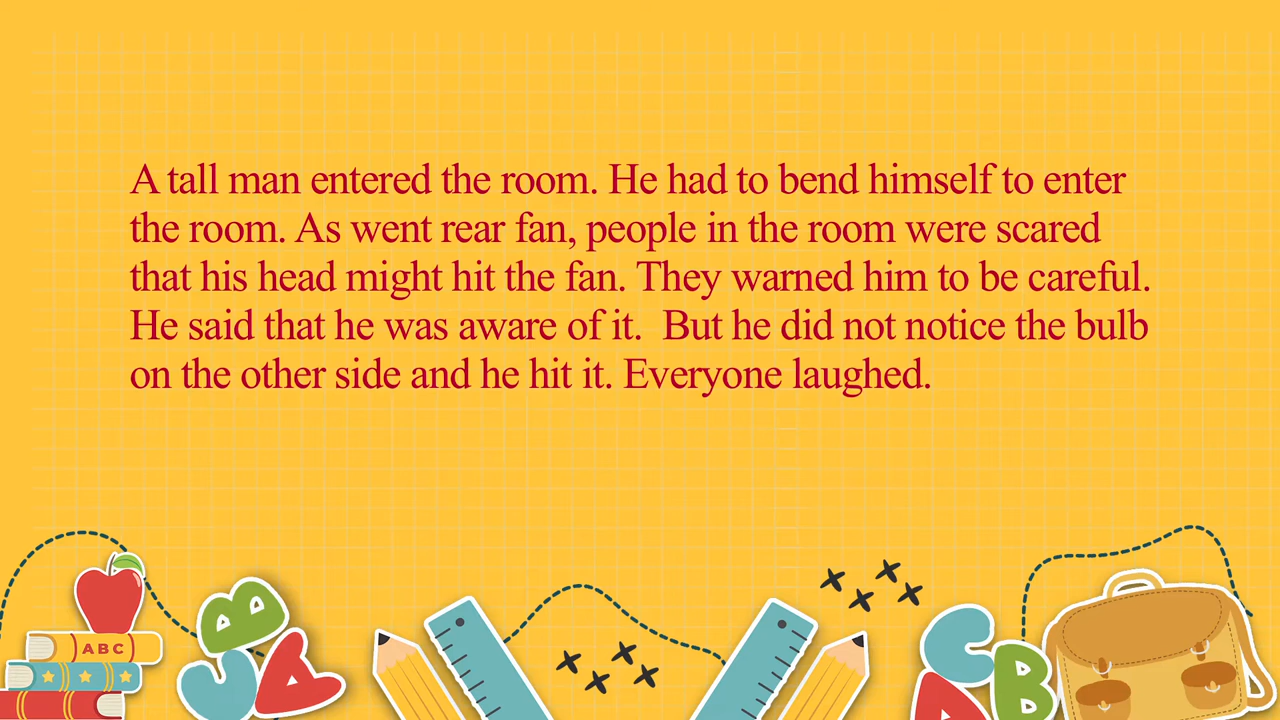 A tall man entered the room. He had to bend himself to enter
the room. As went rear fan, people in the room were scared
that his head might hit the fan. They warned him to be careful.
He said that he was aware of it.  But he did not notice the bulb
on the other side and he hit it. Everyone laughed.
ABC
B
C
A
C
B
A